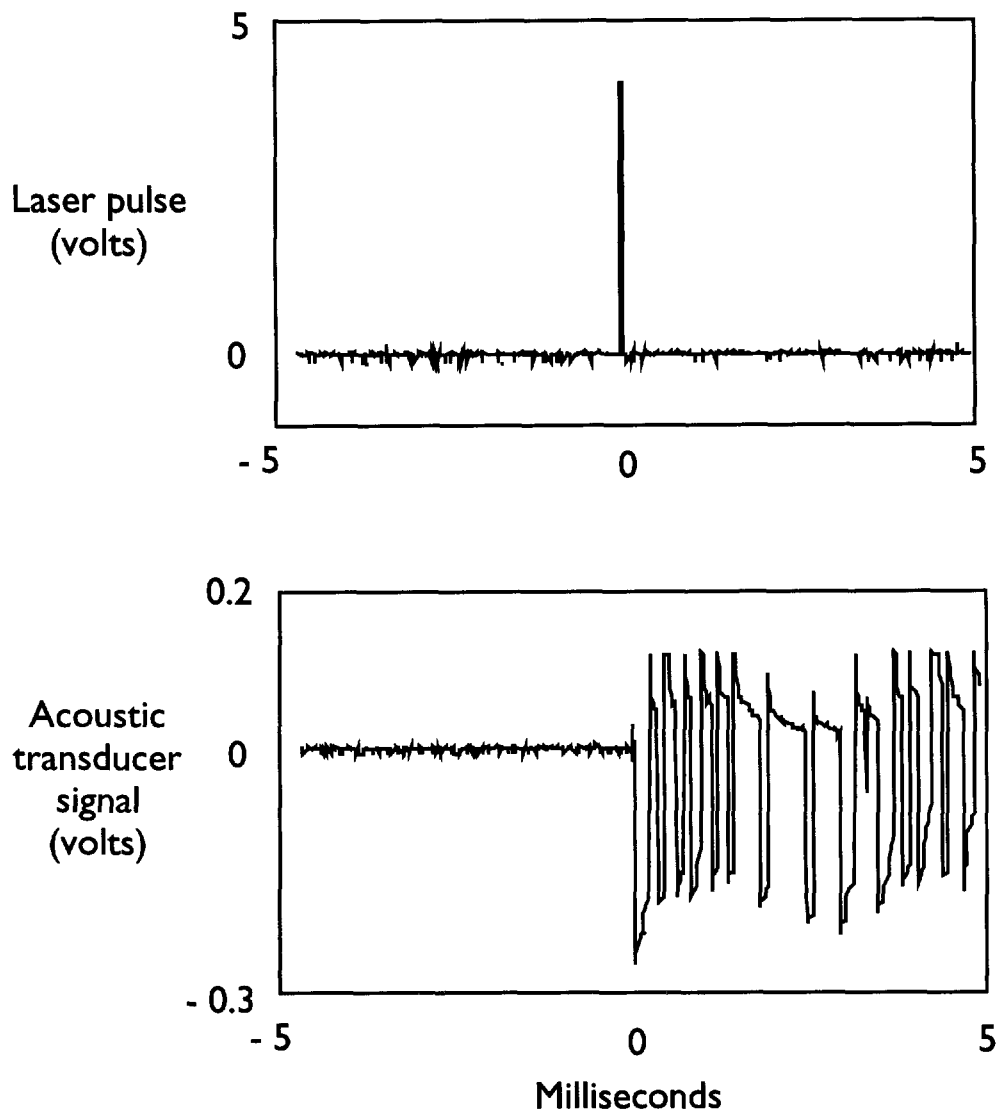 5
Laser pulse
(volts)
0
- 5 0 5
0.2
Acoustic
transducer
signal
(volts)
0
- 0.3
- 5 0 5
Milliseconds